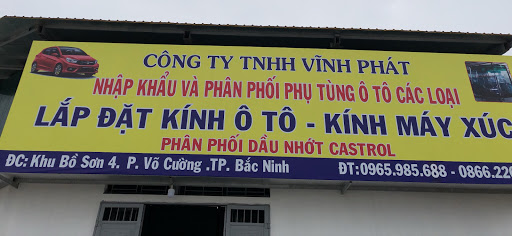 CÔNG TY TNHH VĨNH PHÁT
NHẬP KHẨU VÀ PHÂN PHỐI PHỤ TÙNG Ô TÔ CÁC LOẠI
LẮP ĐẶT KÍNH Ô TÔ - KÍNH MÁY XÚC
PHÂN PHỐI DẦU NHỚT CASTROL
ĐC: Khu Bồ Sơn 4. P. Võ Cường .TP. Bắc Ninh ĐT:0965.985.688 - 0866.220